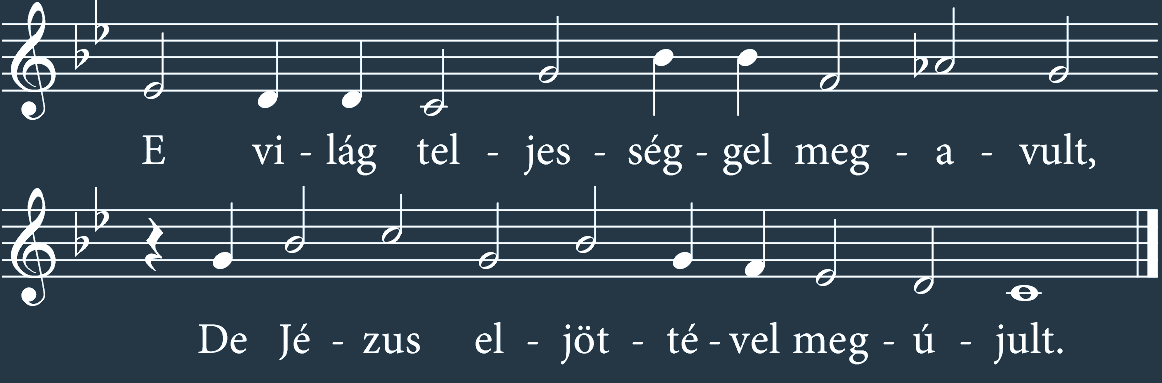 E vi - lág tel - jes - ség - gel meg - a - vult,
De Jé - zus el - jöt - té - vel meg - ú - jult.